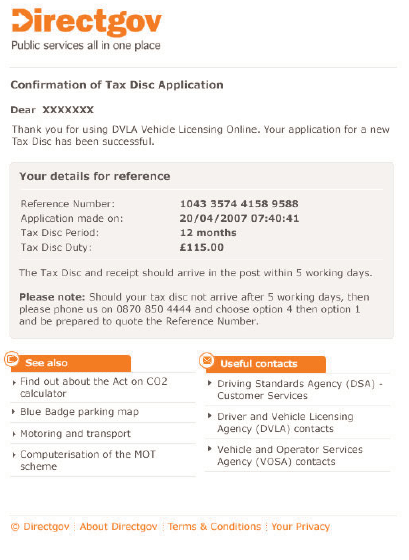 Directgov
Public services all in one place
Confirmation of Tax Disc Application
Dear XXXXXXX
Thank you for using DVLA Vehicle Licensing Online. Your application for a new
Tax Disc has been successful.
Your details for reference
Reference Number: 1043 3574 4158 9588
Application made on: 20/04/2007 07:40:41
Tax Disc Period: 12 months
Tax Disc Duty: £115.00
The Tax Disc and receipt should arrive in the post within 5 working days.
Please note: Should your tax disc not arrive after 5 working days, then
please phone us on 0870 850 4444 and choose option 4 then option 1
and be prepared to quote the Reference Number.
See also
Find out about the Act on CO2
calculator
Blue Badge parking map
Motoring and transport
Computerisation of the MOT
scheme
Useful contacts
Driving Standards Agency (DSA) -
Customer Services
Driver and Vehicle Licensing
Agency (DVLA) contacts
Vehicle and Operator Services
Agency (VOSA) contacts
© Directgov | About Directgov | Terms & Conditions | Your Privacy